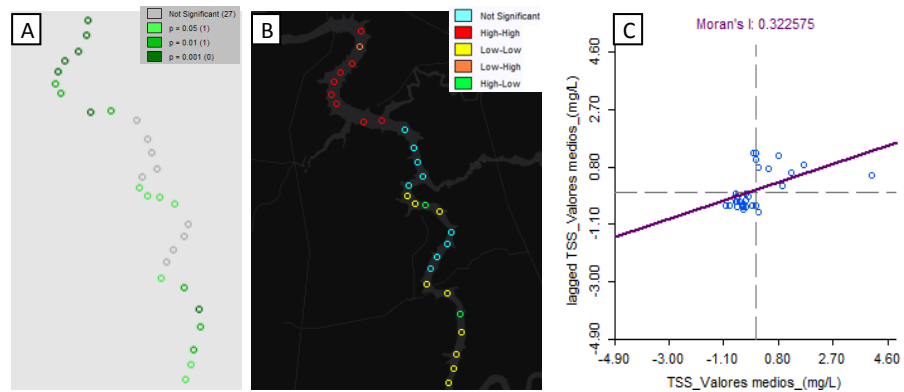 A
Not Significant (27)
p = 0.05 (1)
p = 0.01 (1)
p = 0.001 (0)
B
Not Significant
High-High
Low-Low
Low-High
High-Low
C
Moran's I: 0.322575
lagged TSS_Valores medios_(mg/L)
4.60
2.70
0.80
-1.10
-3.00
-4.90
-4.90
-3.00
-1.10
0.80
2.70
4.60
TSS_Valores medios_(mg/L)